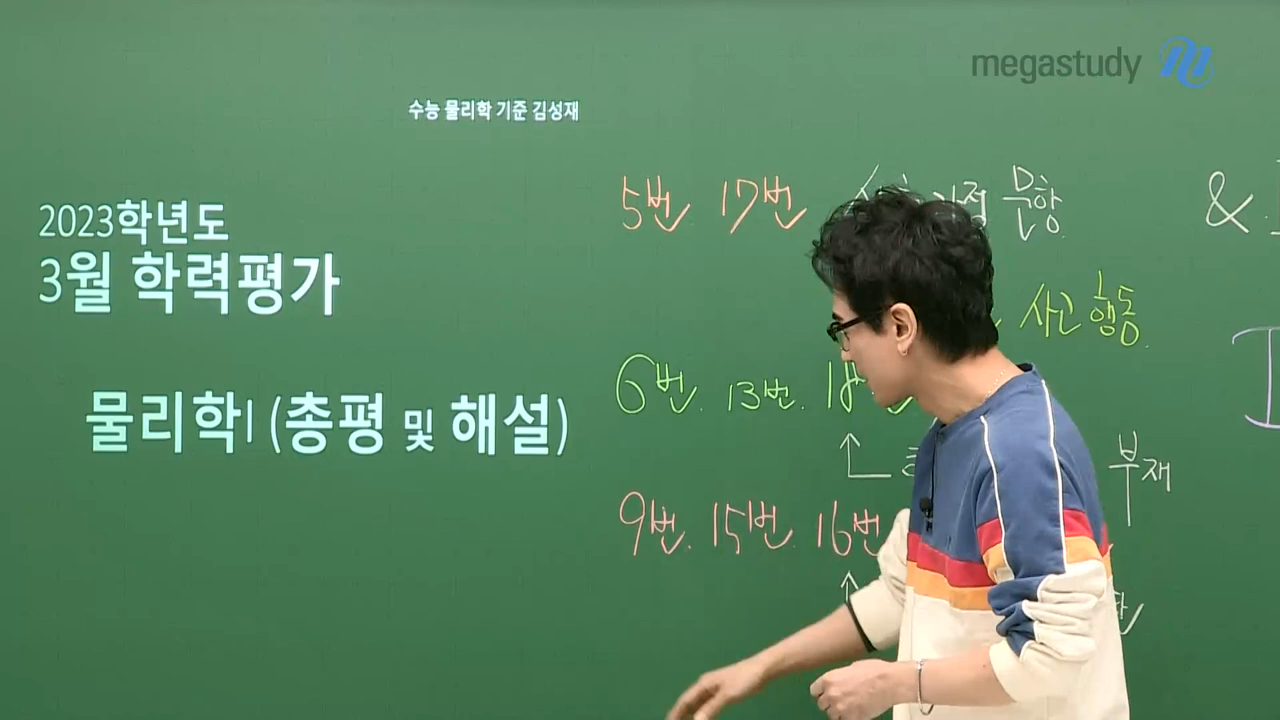 megastudy
수능 물리학 기준 김성재
2023학년도
3월 학력평가
물리학I (총평 및 해설)
5번 17번 문항 &
사고 행동
6번. 13번. 18번
부재
9번. 15번. 16번